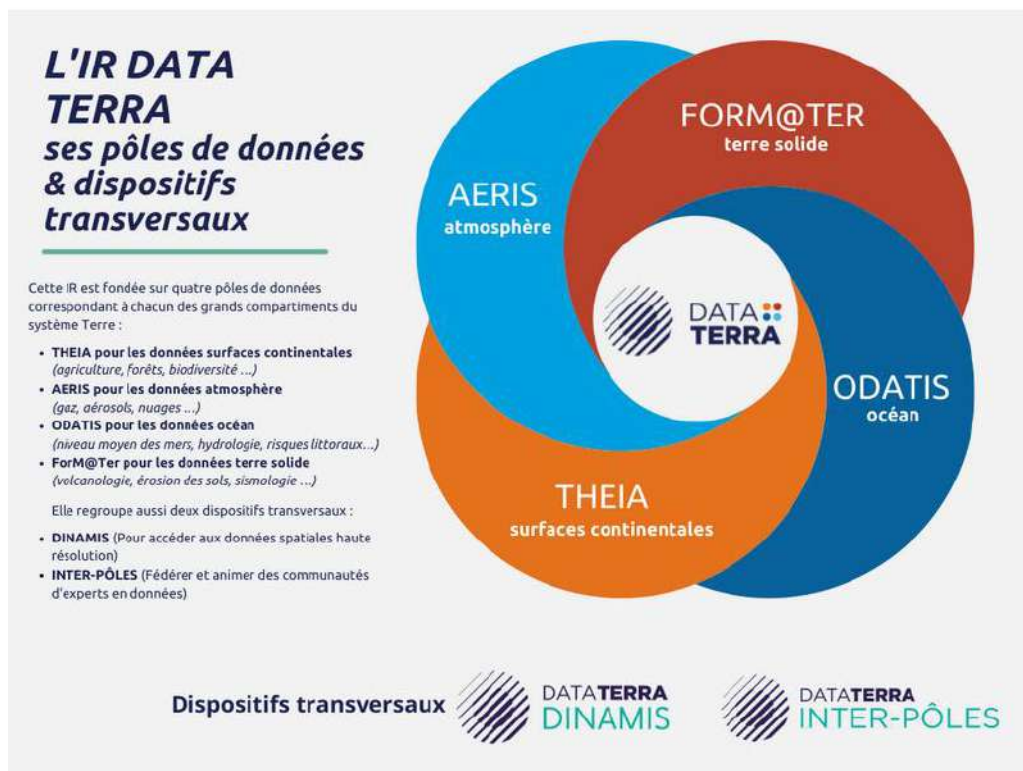 L'IR DATA
TERRA
ses pôles de données
& dispositifs
transversaux
Cette IR est fondée sur quatre pôles de données
correspondant à chacun des grands compartiments du
système Terre :
• THEIA pour les données surfaces continentales
(agriculture, forêts, biodiversité ...)
• AERIS pour les données atmosphère
(gaz, aérosols, nuages ...)
• ODATIS pour les données océan
(niveau moyen des mers, hydrologie, risques littoraux...)
• ForM@Ter pour les données terre solide
(volcanologie, érosion des sols, sismologie ...)
Elle regroupe aussi deux dispositifs transversaux :
• DINAMIS (Pour accéder aux données spatiales haute
résolution)
• INTER-PÔLES (Fédérer et animer des communautés
d'experts en données)
FORM@TER
terre solide
AERIS
atmosphère
DATA
TERRA
ODATIS
océan
THEIA
surfaces continentales
Dispositifs transversaux
DATATERRA
DINAMIS
DATATERRA
INTER-PÔLES